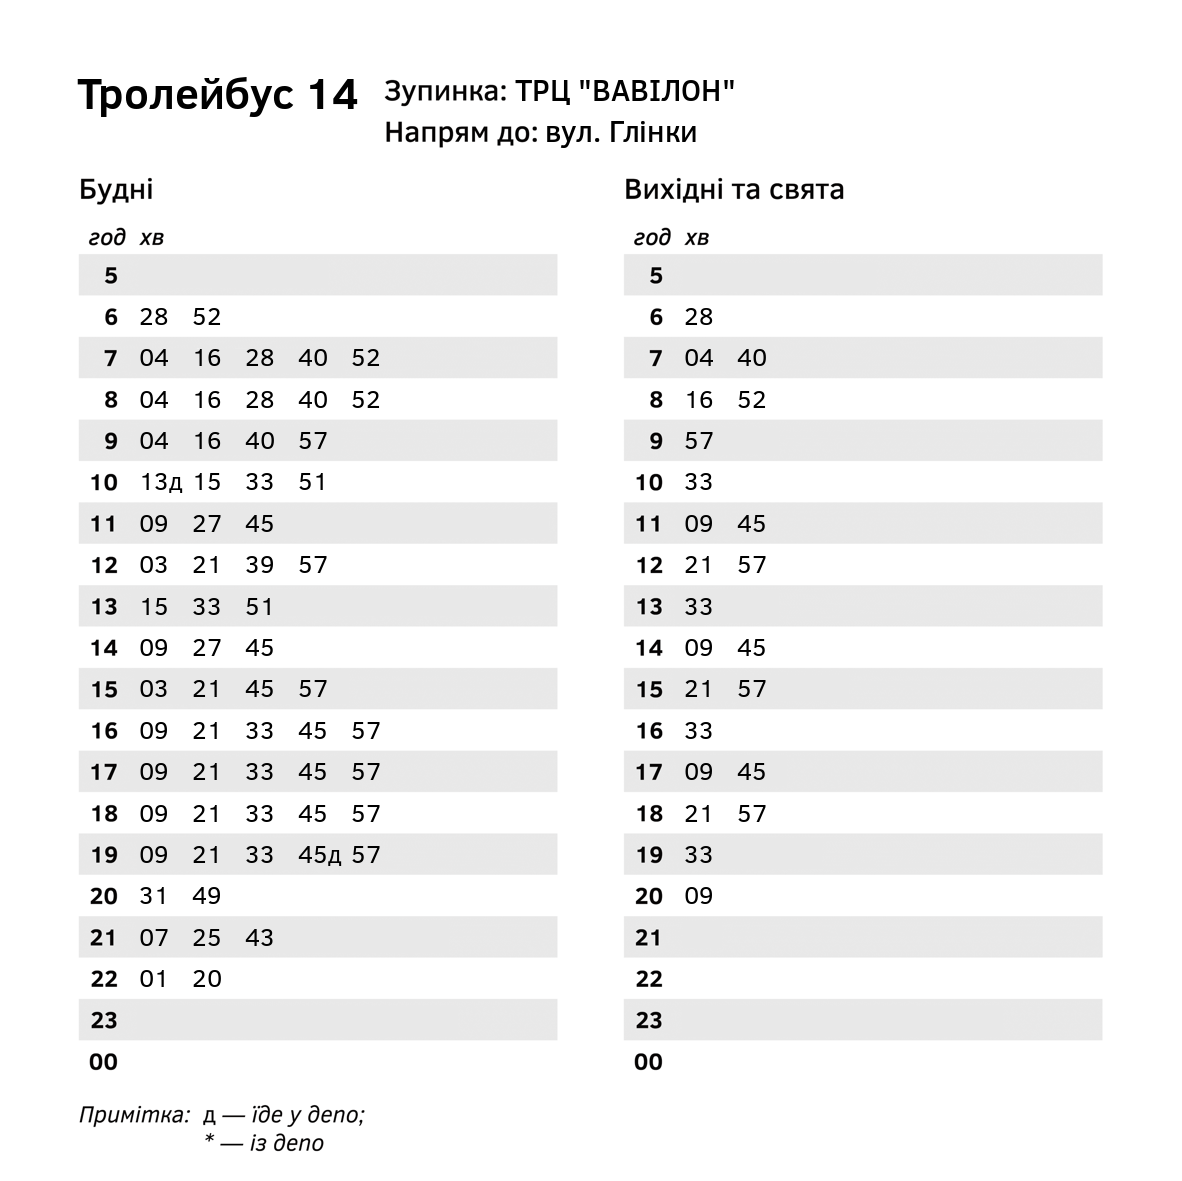 Тролейбус 14
Зупинка: ТРЦ "ВАВІЛОН"
Напрям до: вул. Глінки
Будні
год хв
5
6 28 52
7 04 16 28 40 52
8 04 16 28 40 52
9 04 16 40 57
10 13д 15 33 51
11 09 27 45
12 03 21 39 57
13 15 33 51
14 09 27 45
15 03 21 45 57
16 09 21 33 45 57
17 09 21 33 45 57
18 09 21 33 45 57
19 09 21 33 45д 57
20 31 49
21 07 25 43
22 01 20
23
00
Вихідні та свята
год хв
5
6 28
7 04 40
8 16 52
9 57
10 33
11 09 45
12 21 57
13 33
14 09 45
15 21 57
16 33
17 09 45
18 21 57
19 33
20 09
21
22
23
00
Примітка: д — їде у депо;
* — із депо